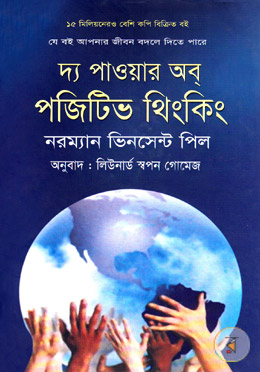 ১৫ মিলিয়নেরও বেশি কপি বিক্রিত বই
যে বই আপনার জীবন বদলে দিতে পারে
দ্য পাওয়ার অব্
পজিটিভ থিংকিং
নরম্যান ভিনসেন্ট পিল
অনুবাদ : লিউনার্ড স্বপন গোমেজ
র